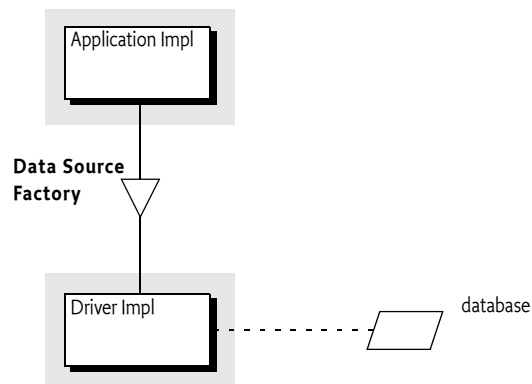 Application Impl
Data Source
Factory
Driver Impl
database